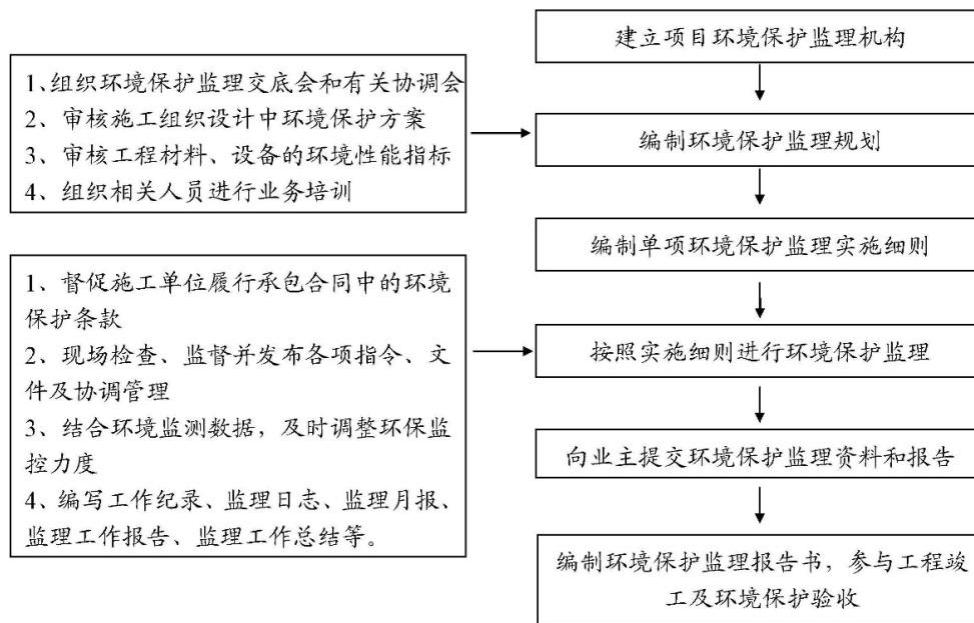 建立项目环境保护监理机构
1、组织环境保护监理交底会和有关协调会
2、审核施工组织设计中环境保护方案
3、审核工程材料、设备的环境性能指标
4、组织相关人员进行业务培训
编制环境保护监理规划
编制单项环境保护监理实施细则
1、督促施工单位履行承包合同中的环境
保护条款
2、现场检查、监督并发布各项指令、文
件及协调管理
3、结合环境监测数据，及时调整环保监
控力度
4、编写工作纪录、监理日志、监理月报、
监理工作报告、监理工作总结等。
按照实施细则进行环境保护监理
向业主提交环境保护监理资料和报告
编制环境保护监理报告书，参与工程竣
工及环境保护验收